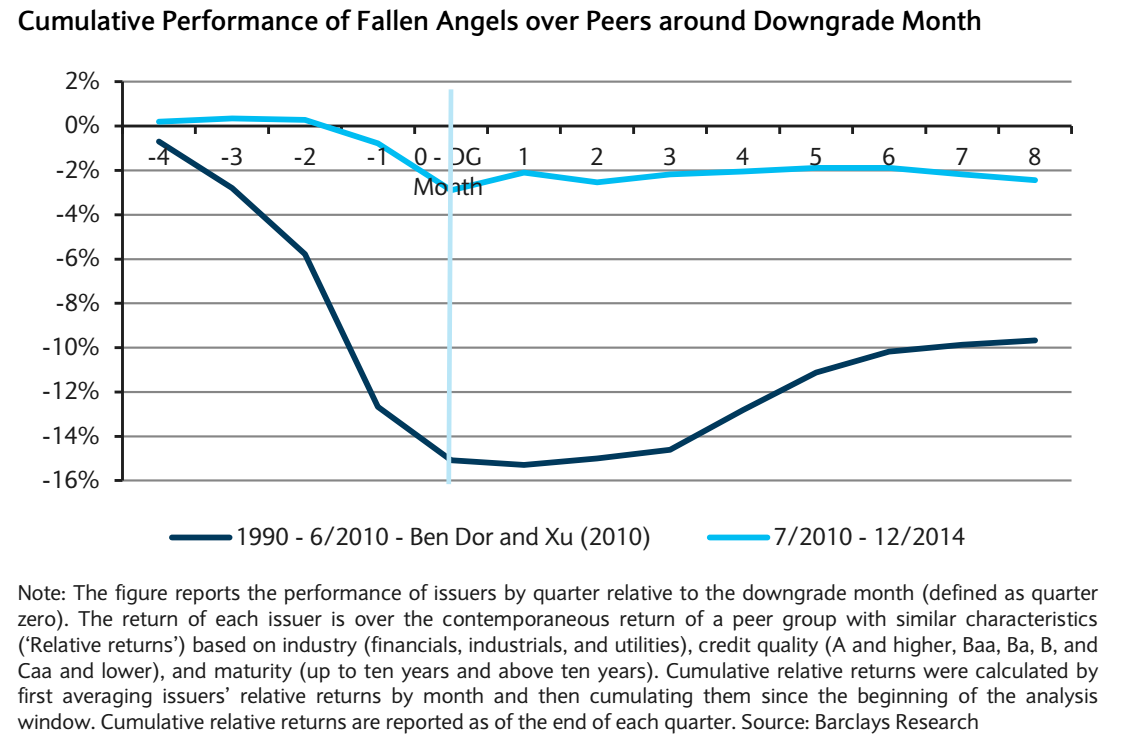 Cumulative Performance of Fallen Angels over Peers around Downgrade Month
2%
0%
-2%
-4%
-6%
-8%
-10%
-12%
-14%
-16%
-4 -3 -2 -1 0 - DG 1 2 3 4 5 6 7 8
Month
1990 - 6/2010 - Ben Dor and Xu (2010) 7/2010 - 12/2014
Note: The figure reports the performance of issuers by quarter relative to the downgrade month (defined as quarter
zero). The return of each issuer is over the contemporaneous return of a peer group with similar characteristics
(‘Relative returns’) based on industry (financials, industrials, and utilities), credit quality (A and higher, Baa, Ba, B, and
Caa and lower), and maturity (up to ten years and above ten years). Cumulative relative returns were calculated by
first averaging issuers’ relative returns by month and then cumulating them since the beginning of the analysis
window. Cumulative relative returns are reported as of the end of each quarter. Source: Barclays Research